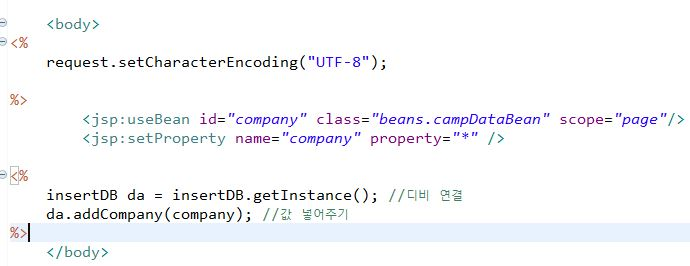 <body>
<%
request.setCharacterEncoding("UTF-8");
%>
<jsp:useBean id="company" class="beans.campDataBean" scope="page"/>
<jsp:setProperty name="company" property="*" />
<%
insertDB da = insertDB.getInstance(); //디비 연결
da.addCompany(company); //값 넣어주기
%>
</body>